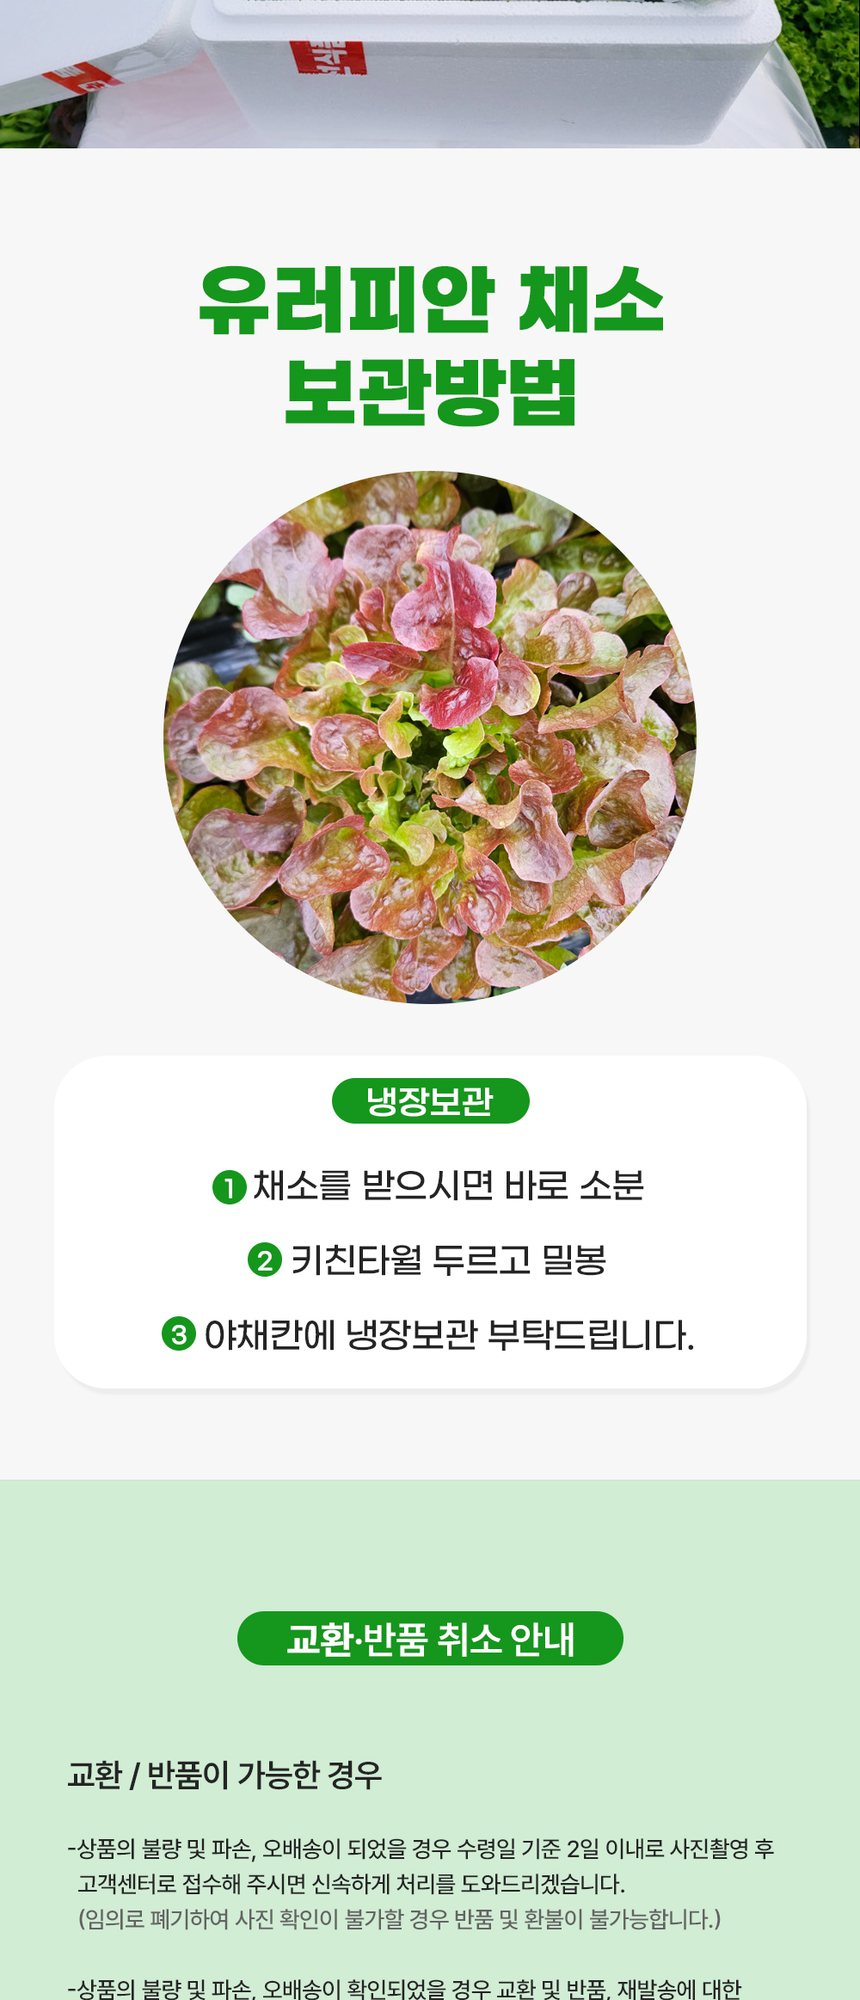 유러피안 채소
보관방법
냉장보관
1 채소를 받으시면 바로 소분
2 키친타월 두르고 밀봉
3 야채칸에 냉장보관 부탁드립니다.
교환·반품 취소 안내
교환 / 반품이 가능한 경우
-상품의 불량 및 파손, 오배송이 되었을 경우 수령일 기준 2일 이내로 사진촬영 후
고객센터로 접수해 주시면 신속하게 처리를 도와드리겠습니다.
(임의로 폐기하여 사진 확인이 불가할 경우 반품 및 환불이 불가능합니다.)
-상품의 불량 및 파손, 오배송이 확인되었을 경우 교환 및 반품, 재발송에 대한